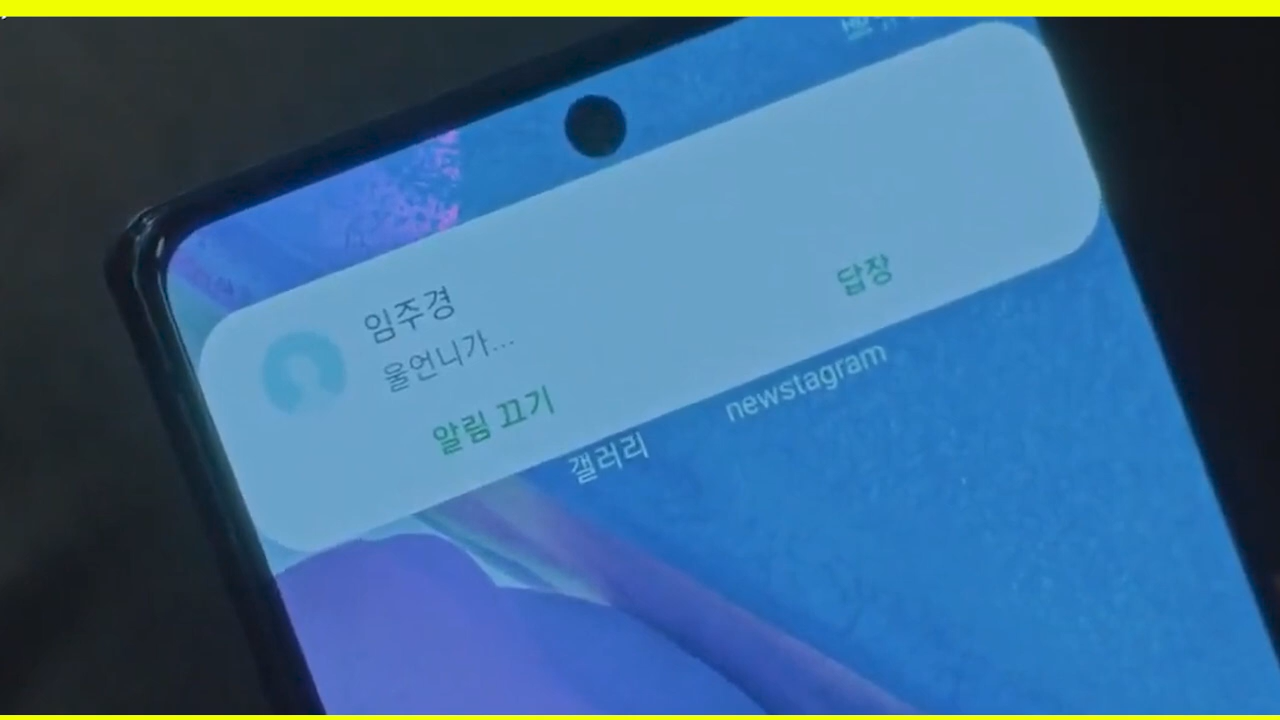 임주경
울언니가...
알림 끄기
답장
갤러리
newstagram